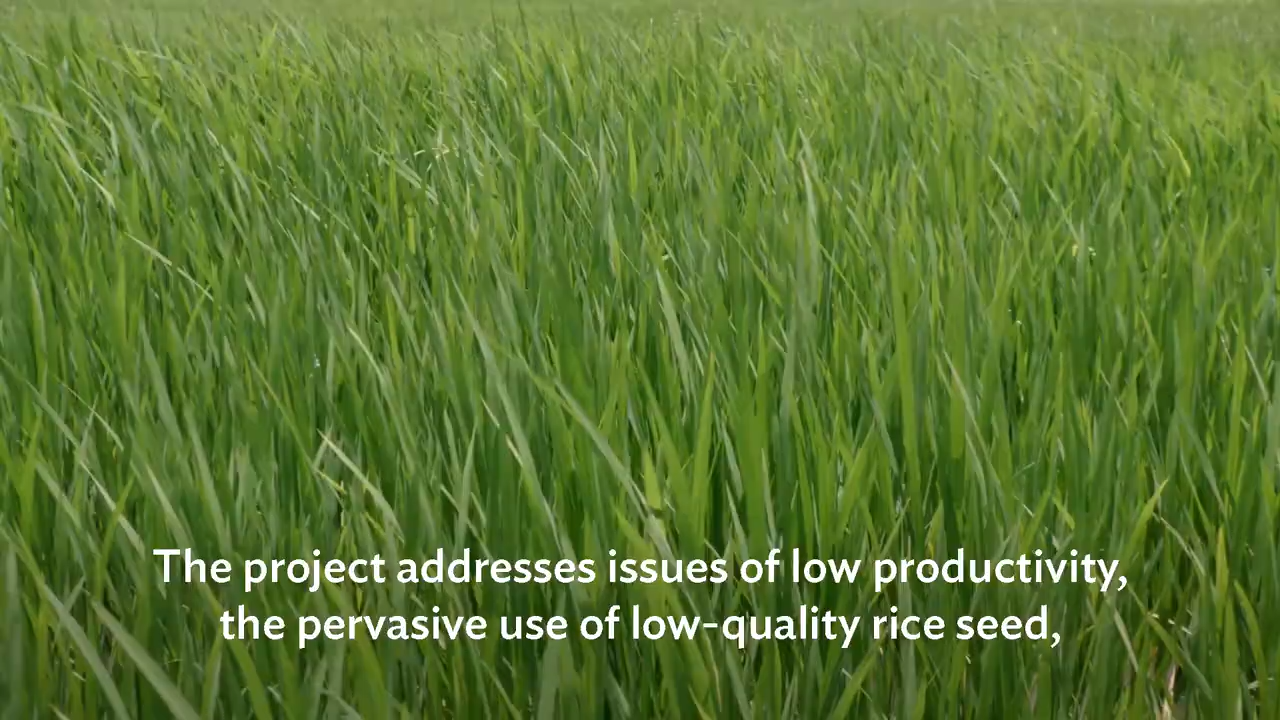 The project addresses issues of low productivity,
the pervasive use of low-quality rice seed,